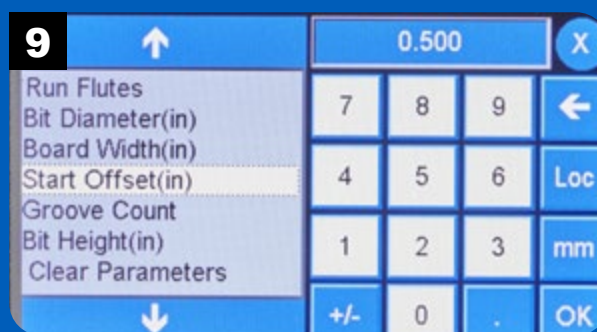 9
0.500
X
Run Flutes
Bit Diameter(in)
Board Width(in)
Start Offset(in)
Groove Count
Bit Height(in)
Clear Parameters
7 8 9
4 5 6 Loc
1 2 3 mm
+/- 0 . OK